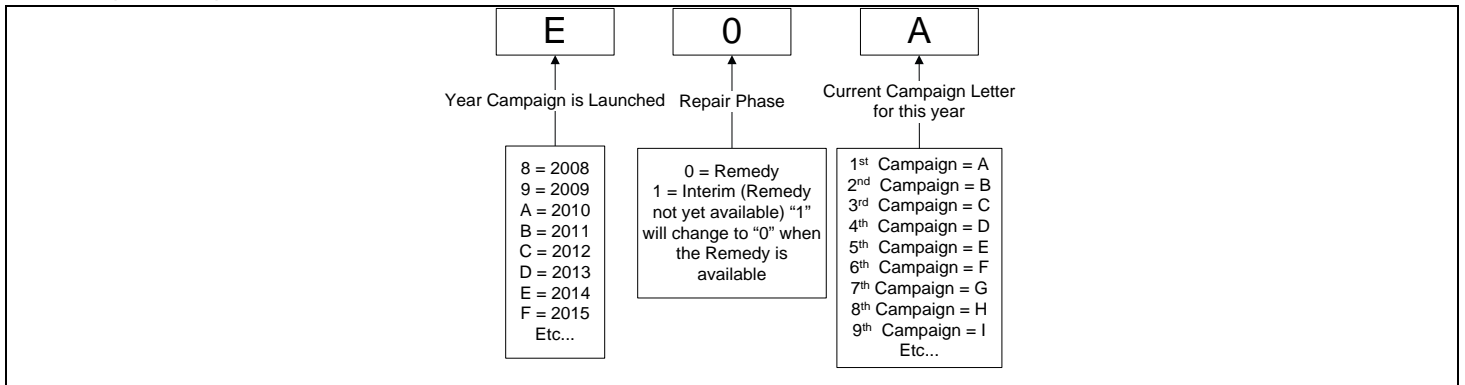 E
0
A
Year Campaign is Launched
Repair Phase
Current Campaign Letter
for this year
8 = 2008
9 = 2009
A = 2010
B = 2011
C = 2012
D = 2013
E = 2014
F = 2015
Etc...
0 = Remedy
1 = Interim (Remedy
not yet available) “1”
will change to “0” when
the Remedy is
available
1st Campaign = A
2nd Campaign = B
3rd Campaign = C
4th Campaign = D
5th Campaign = E
6th Campaign = F
7th Campaign = G
8th Campaign = H
9th Campaign = I
Etc...